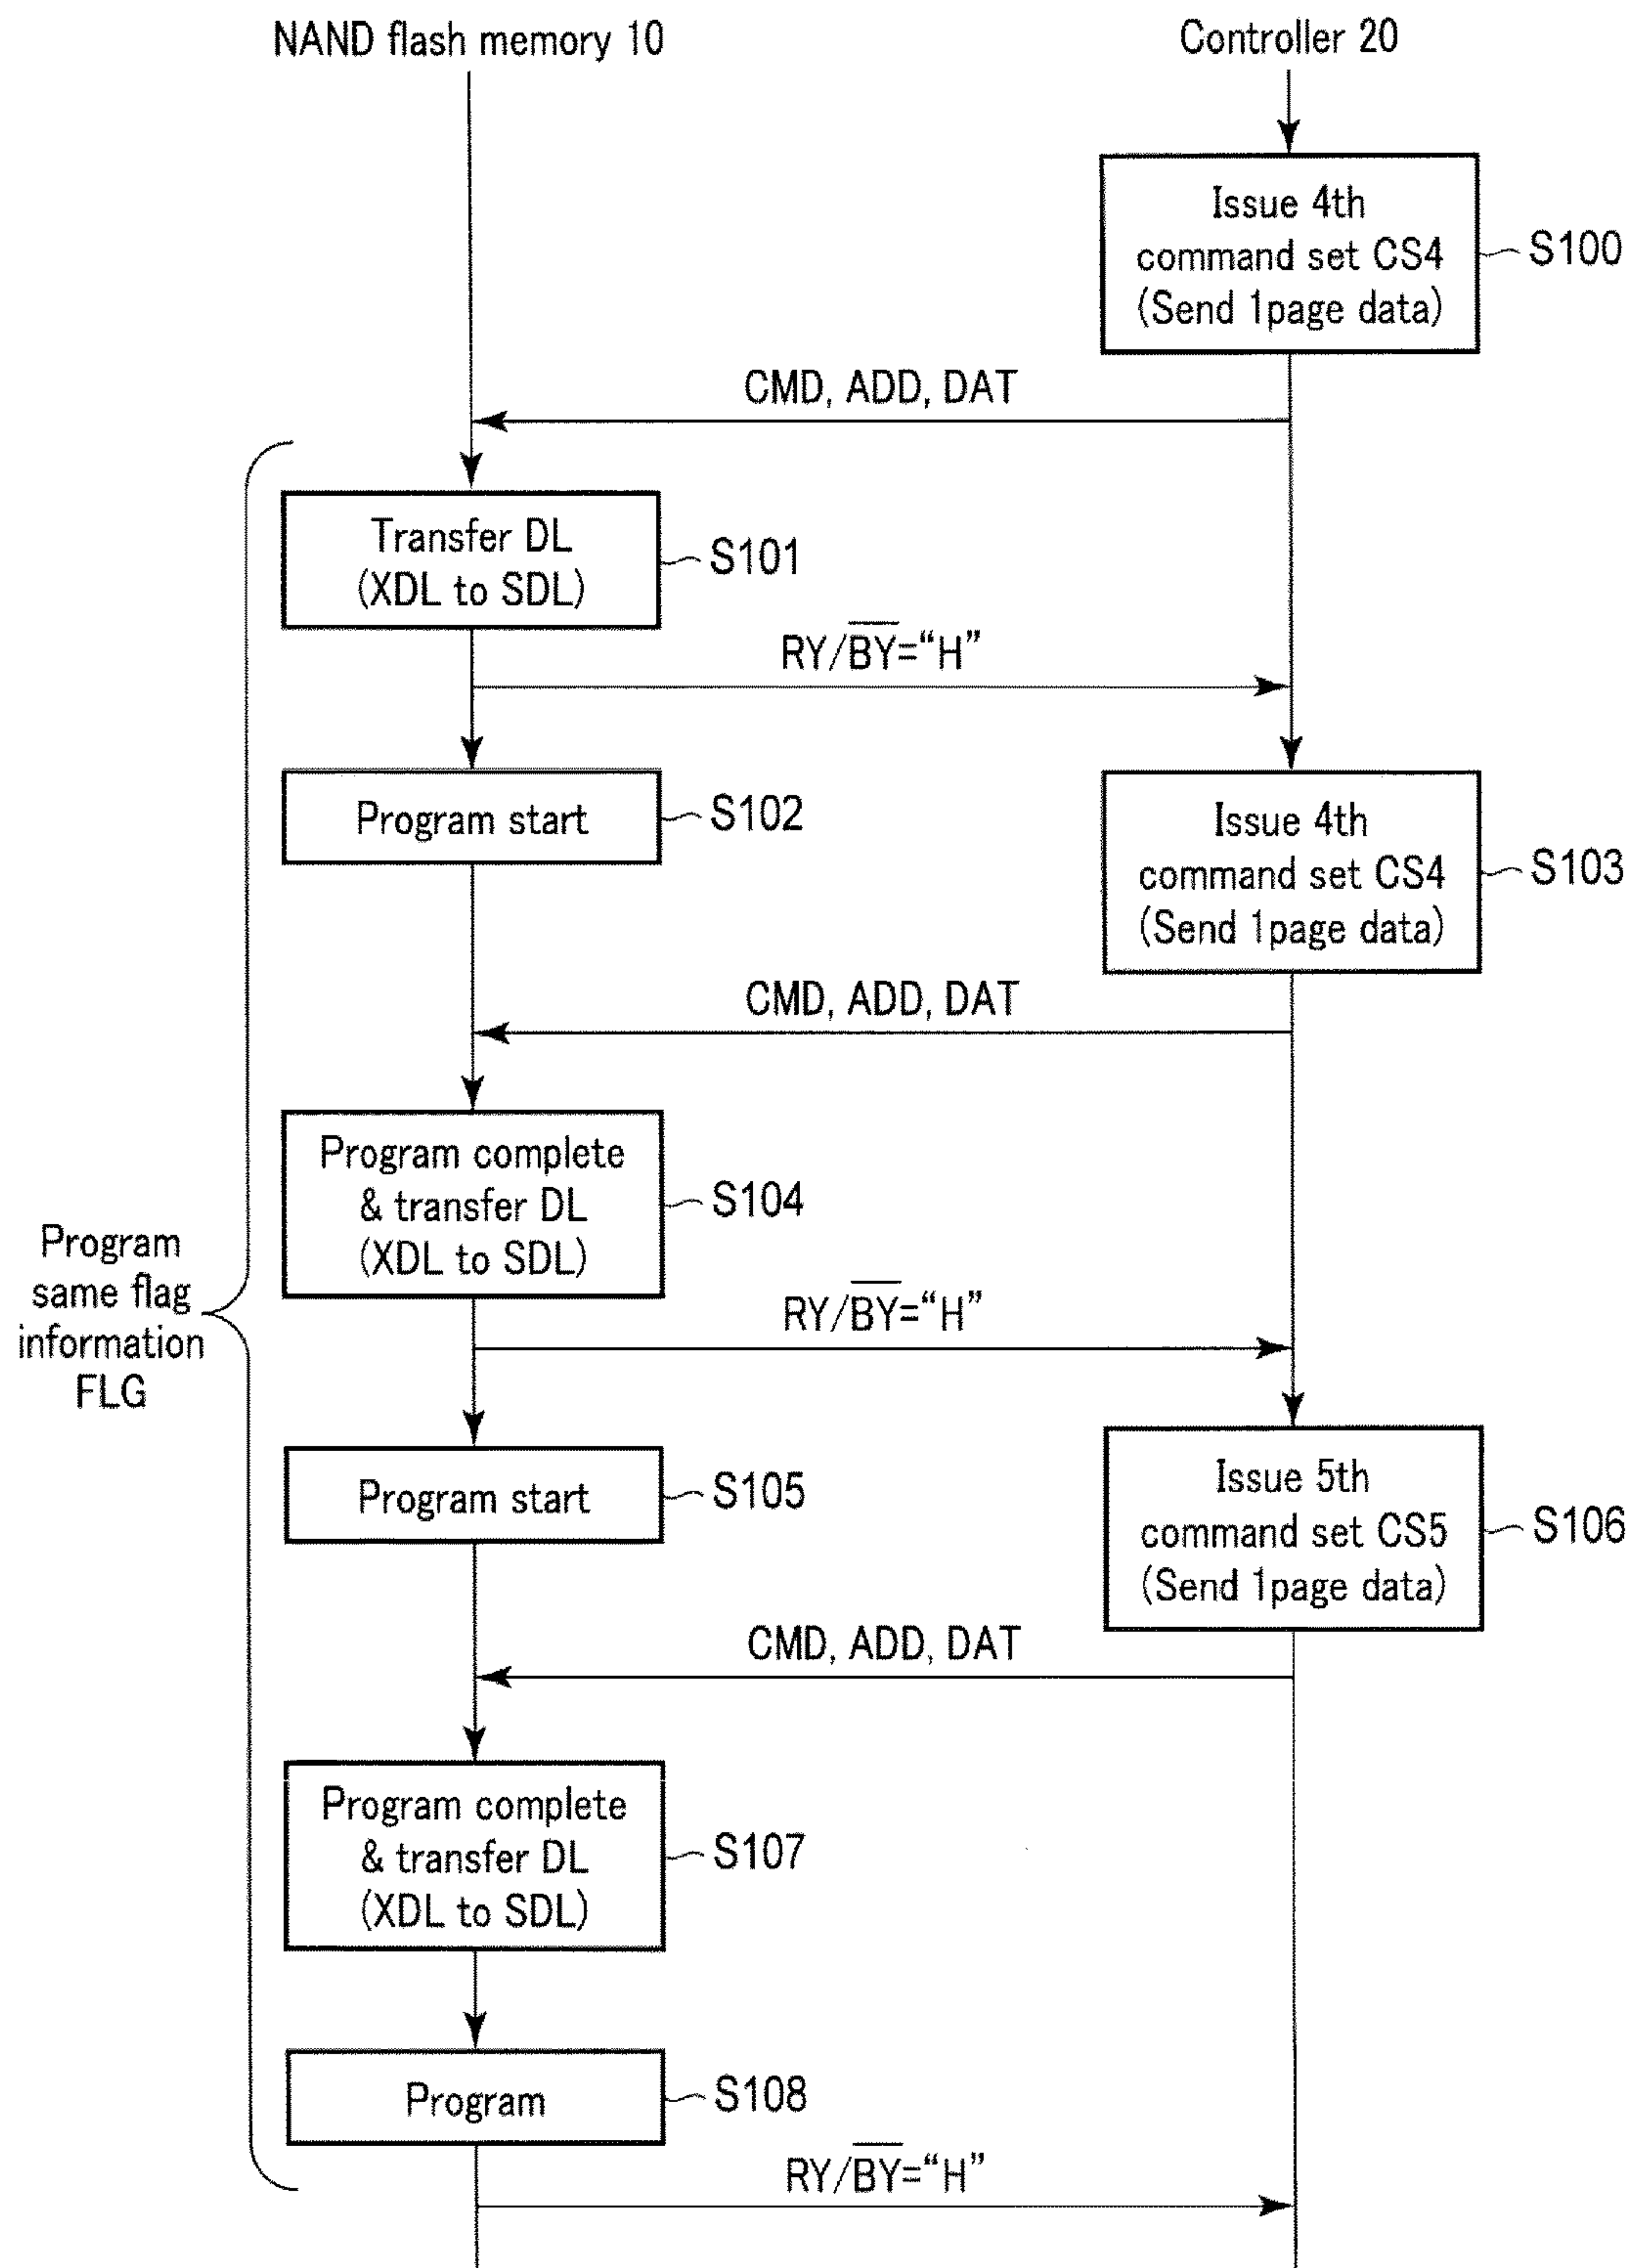 NAND flash memory 10
Controller 20
Issue 4th
command set CS4
(Send 1page data)
S100
CMD, ADD, DAT
Transfer DL
(XDL to SDL)
S101
RY/B̅Y̅="H"
Program start
S102
Issue 4th
command set CS4
(Send 1page data)
S103
CMD, ADD, DAT
Program complete
& transfer DL
(XDL to SDL)
S104
Program
same flag
information
FLG
RY/B̅Y̅="H"
Program start
S105
Issue 5th
command set CS5
(Send 1page data)
S106
CMD, ADD, DAT
Program complete
& transfer DL
(XDL to SDL)
S107
Program
S108
RY/B̅Y̅="H"